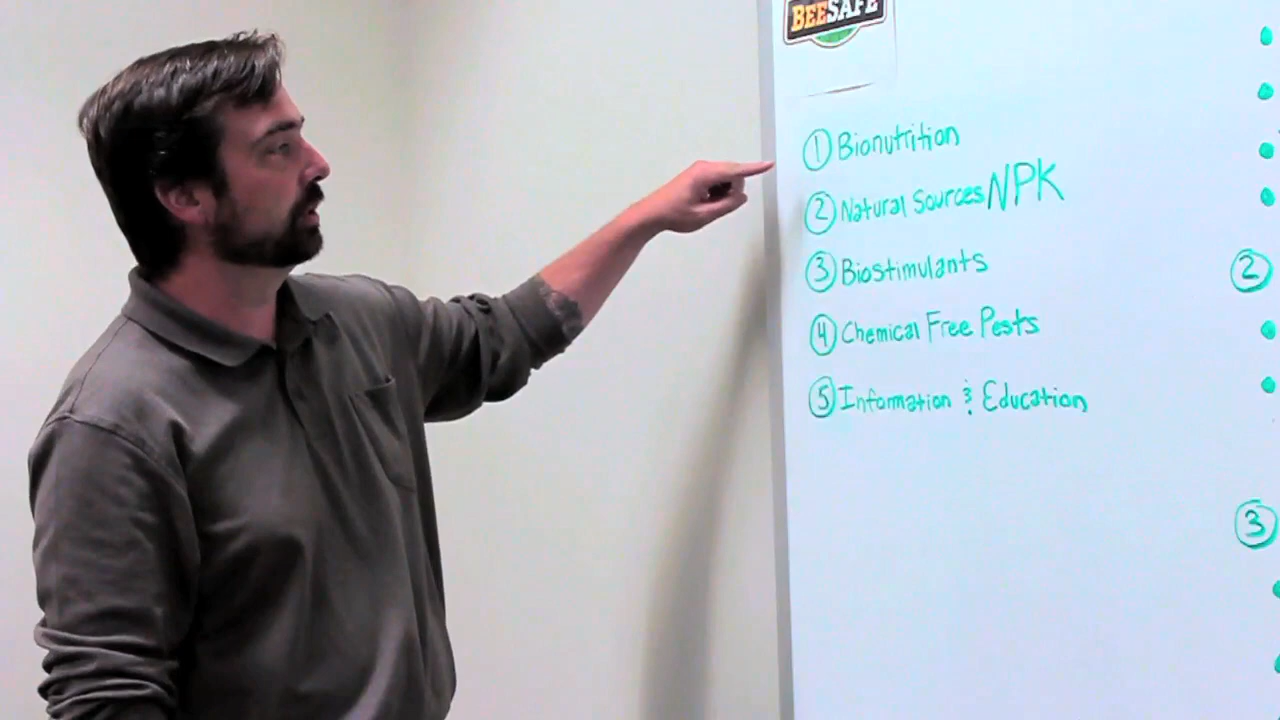 BEESAFE
① Bionutrition
② Natural Sources NPK
③ Biostimulants
④ Chemical Free Pests
⑤ Information & Education
②
③